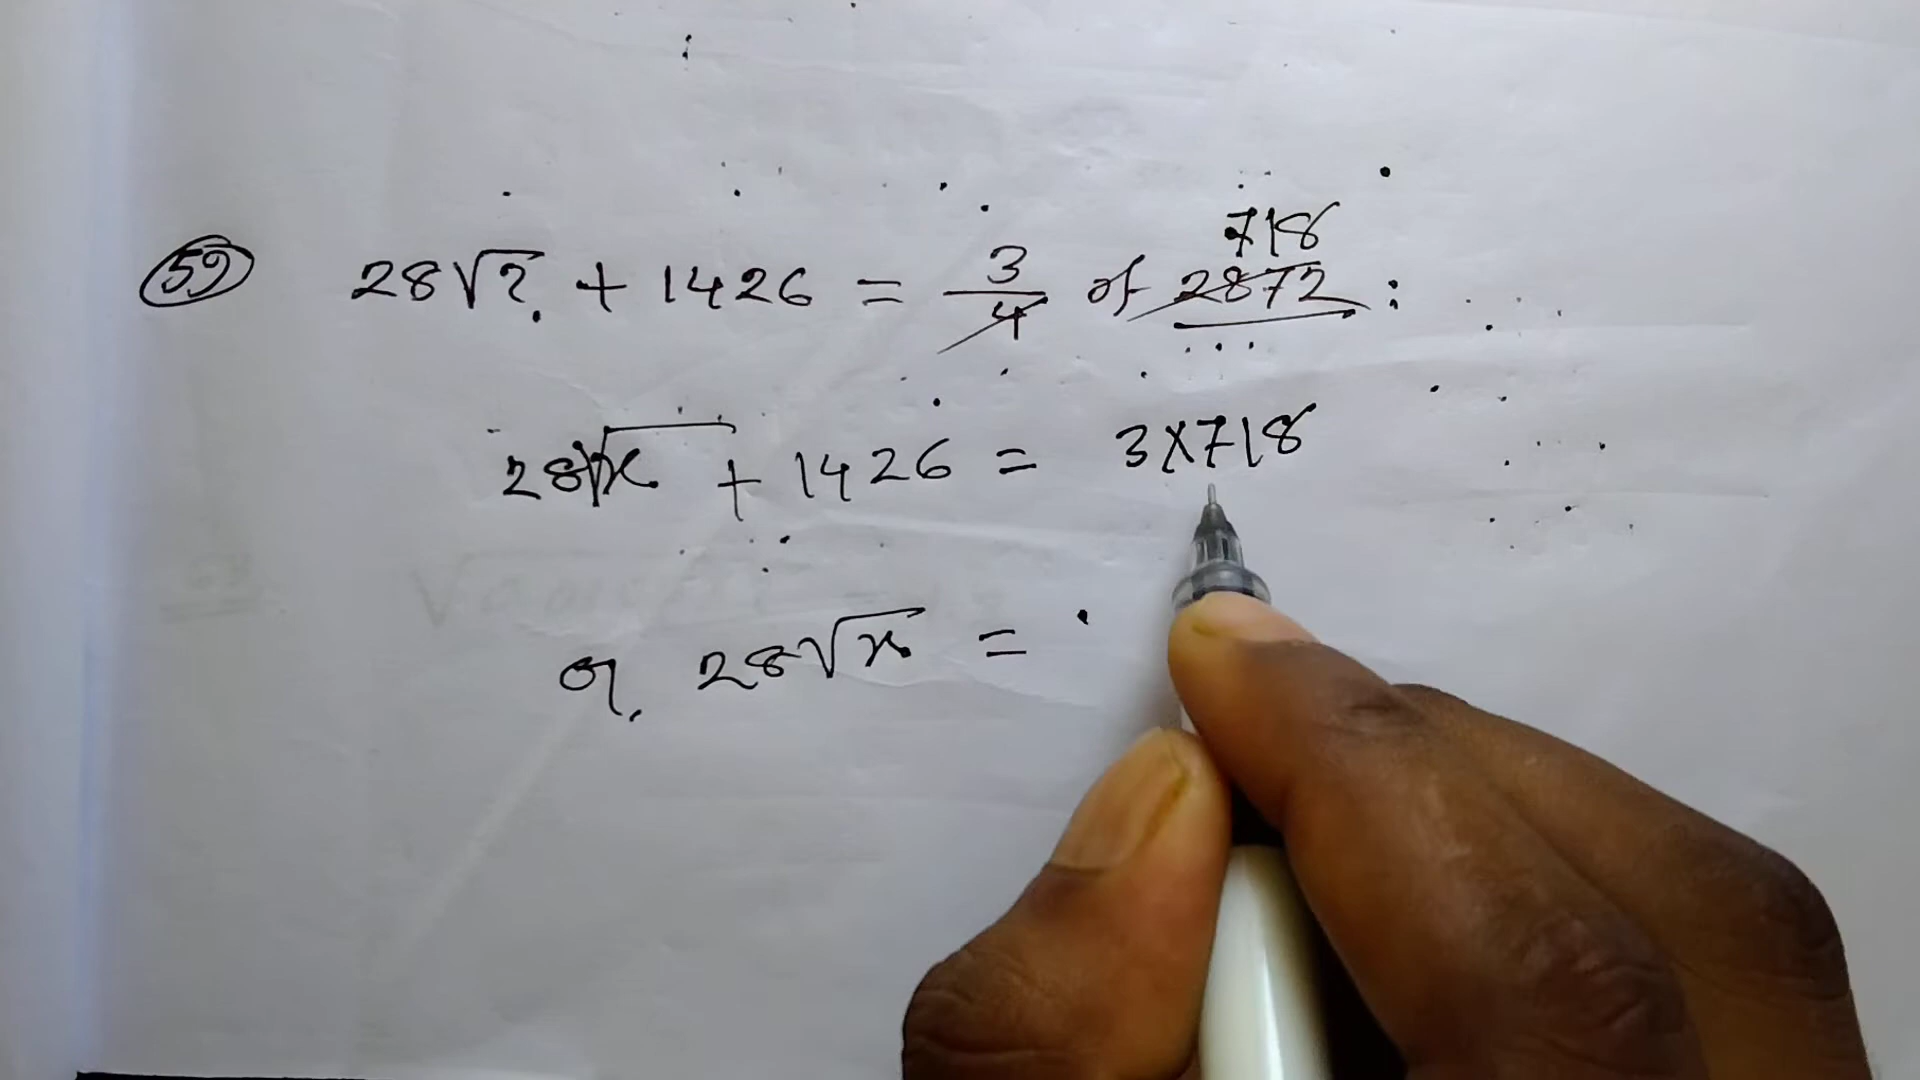 59 28√? + 1426 = 3/4 of 2872 : 718
28√x + 1426 = 3×718
or, 28√x =